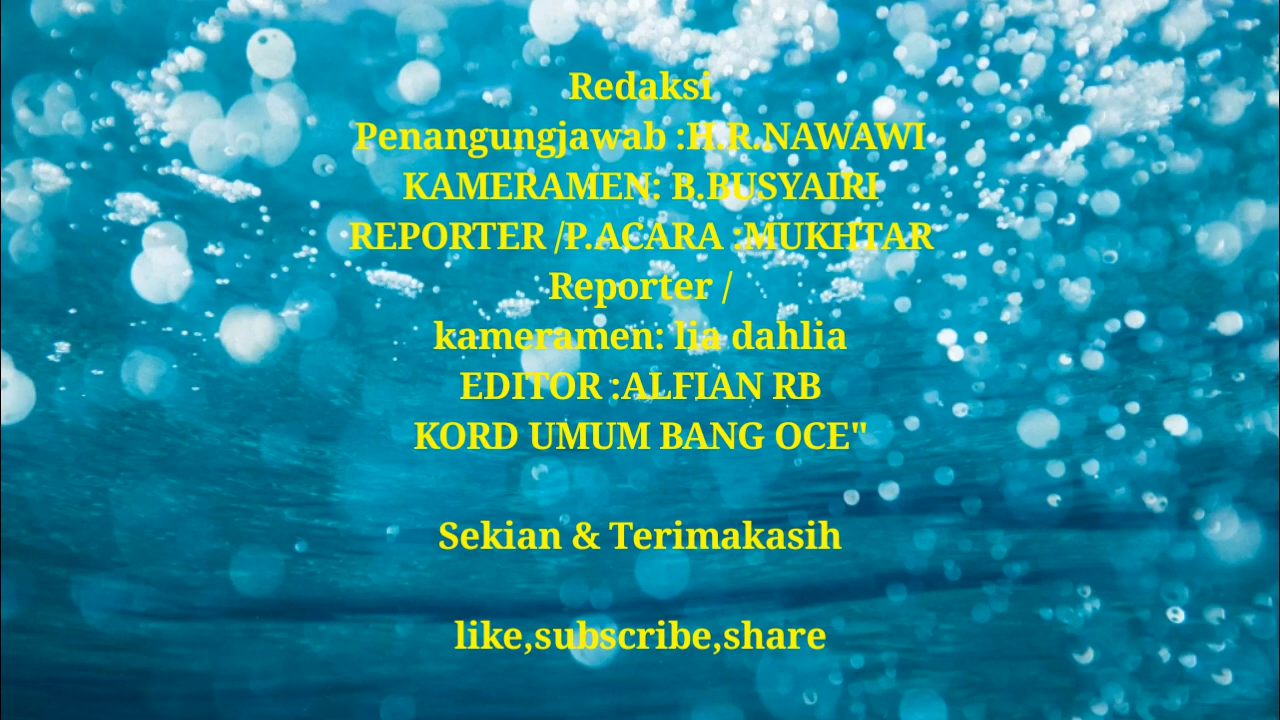 Redaksi
Penangungjawab :H.R.NAWAWI
KAMERAMEN: B.BUSYAIRI
REPORTER /P.ACARA :MUKHTAR
Reporter /
kameramen: lia dahlia
EDITOR :ALFIAN RB
KORD UMUM BANG OCE"
Sekian & Terimakasih
like,subscribe,share